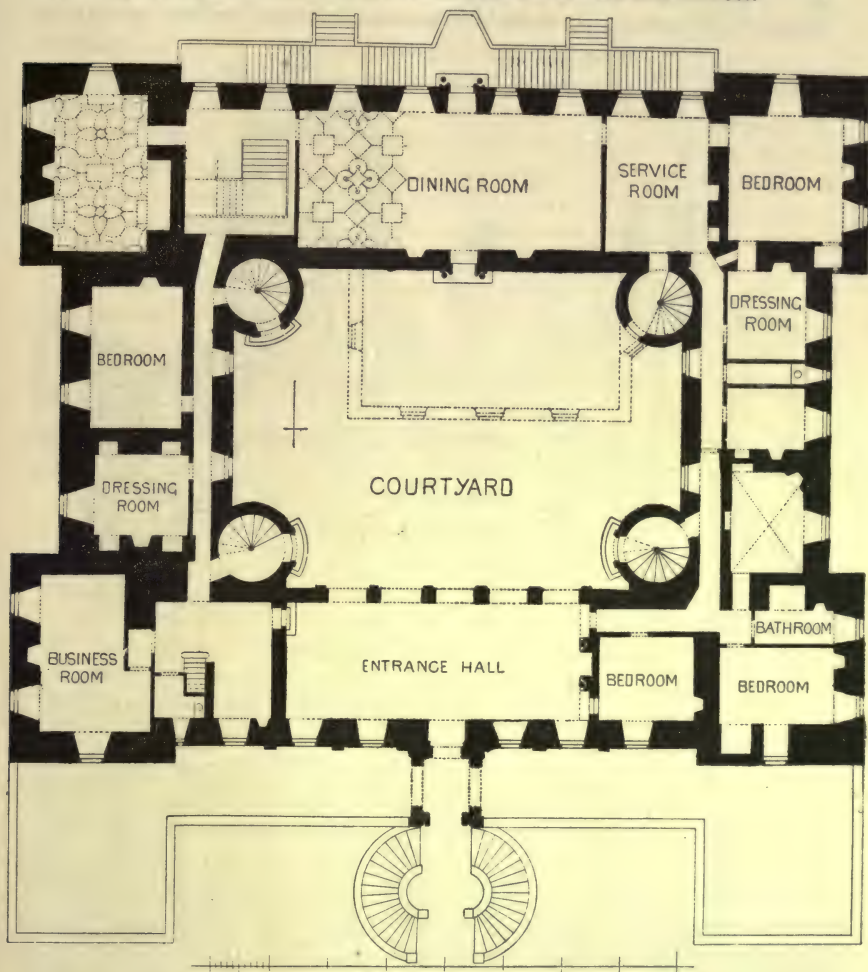 DINING ROOM
SERVICE
ROOM
BEDROOM
DRESSING
ROOM
BEDROOM
DRESSING
ROOM
COURTYARD
BUSINESS
ROOM
ENTRANCE HALL
BEDROOM
BATHROOM
BEDROOM